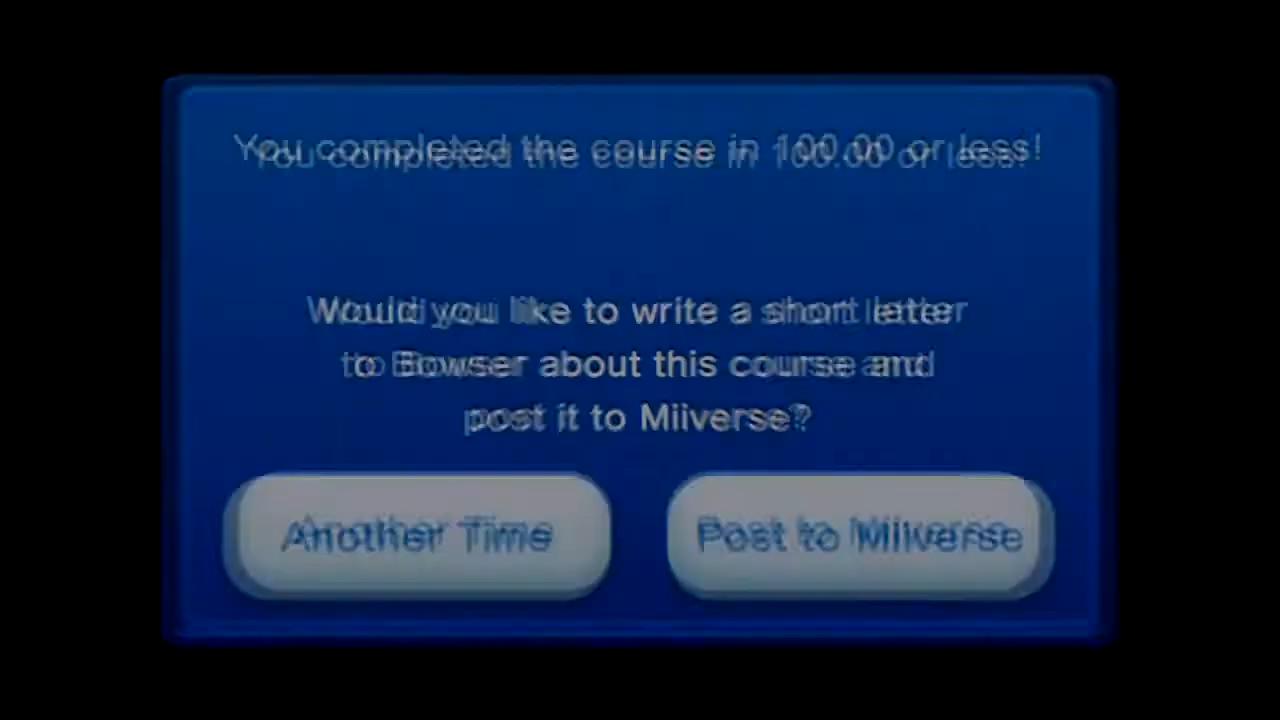 You completed the course in 100.00 or less!
Would you like to write a short letter
to Bowser about this course and
post it to Miiverse?
Another Time
Post to Miiverse